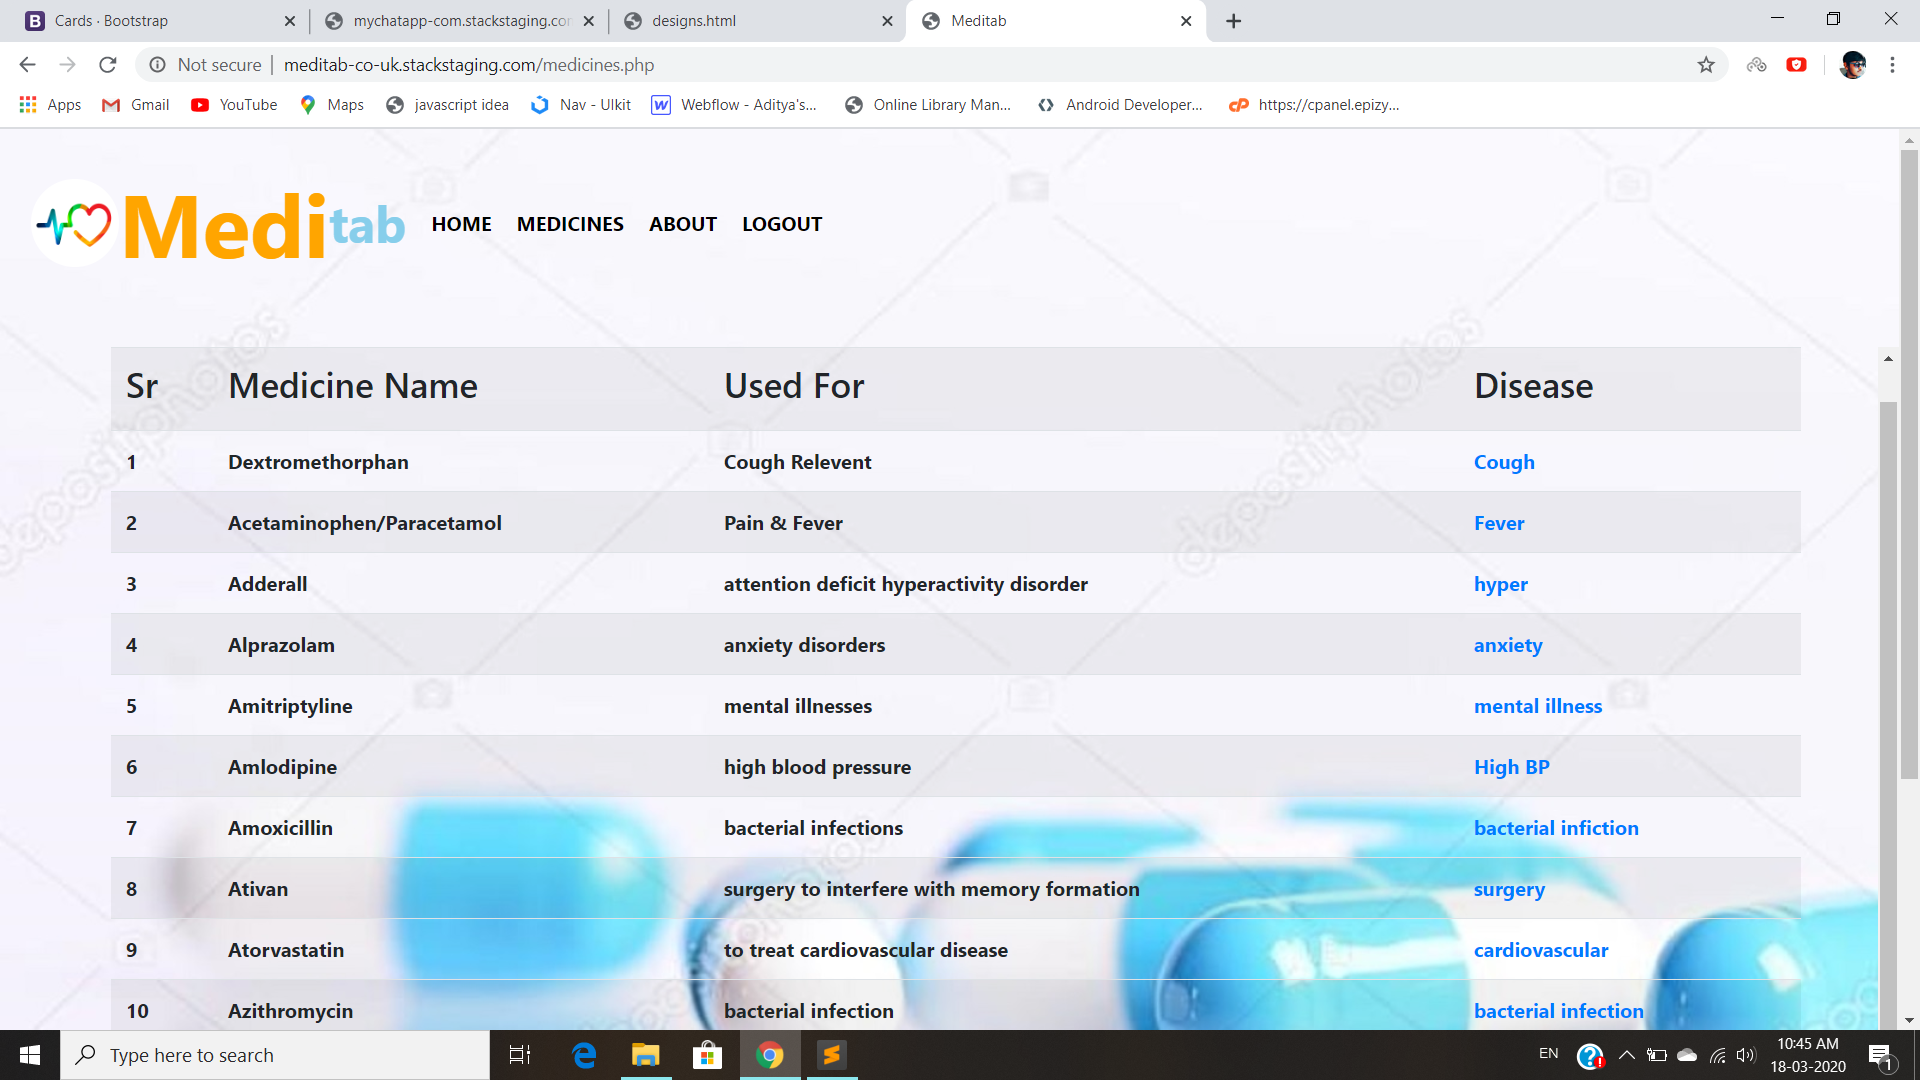 Cards · Bootstrap
mychatapp-com.stackstaging.con
designs.html
Meditab
Not secure | meditab-co-uk.stackstaging.com/medicines.php
Apps Gmail YouTube Maps javascript idea Nav - UIkit Webflow - Aditya's... Online Library Man... Android Developer... https://cpanel.epizy...
Meditab HOME MEDICINES ABOUT LOGOUT
Sr Medicine Name Used For Disease
1 Dextromethorphan Cough Relevent Cough
2 Acetaminophen/Paracetamol Pain & Fever Fever
3 Adderall attention deficit hyperactivity disorder hyper
4 Alprazolam anxiety disorders anxiety
5 Amitriptyline mental illnesses mental illness
6 Amlodipine high blood pressure High BP
7 Amoxicillin bacterial infections bacterial infiction
8 Ativan surgery to interfere with memory formation surgery
9 Atorvastatin to treat cardiovascular disease cardiovascular
10 Azithromycin bacterial infection bacterial infection
depositphotos
depositphotos
depositphotos
Type here to search
EN
10:45 AM
18-03-2020
1